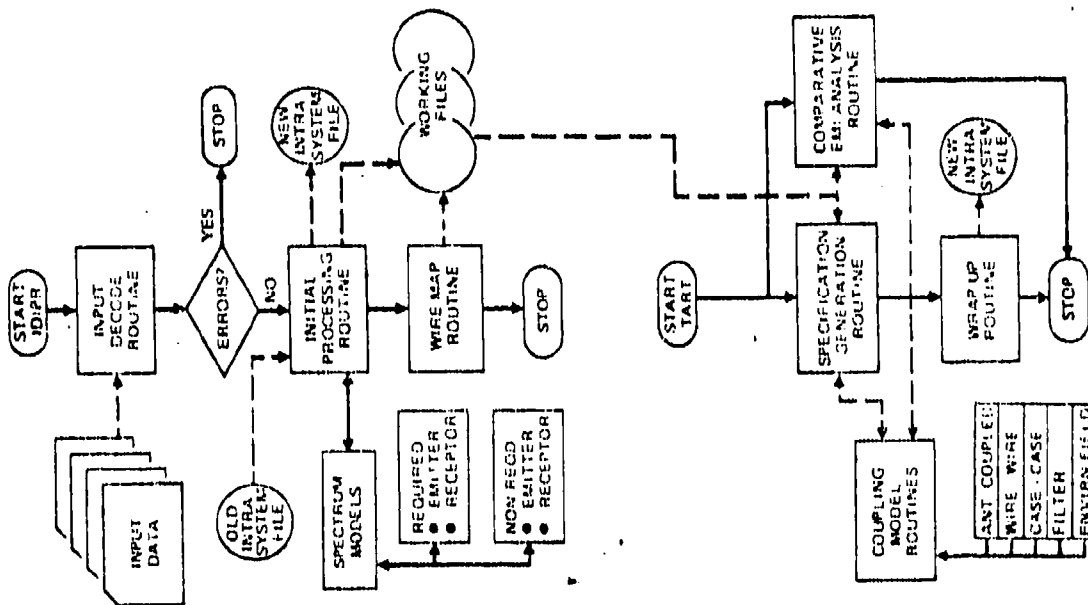 START
IDIPR
INPUT
DECODE
ROUTINE
INPUT
DATA
ERRORS?
YES
STOP
NO
OLD
INTRA
SYSTEM
FILE
INITIAL
PROCESSING
ROUTINE
NEW
INTRA
SYSTEM
FILE
SPECTRUM
MODELS
REQUIRED
● EMITTER
● RECEPTOR
NON REQD
● EMITTER
● RECEPTOR
WIRE MAP
ROUTINE
WORKING
FILES
STOP
START
TART
SPECIFICATION
GENERATION
ROUTINE
COMPARATIVE
EMI ANALYSIS
ROUTINE
COUPLING
MODEL
ROUTINES
ANT COUPLED
WIRE WIRE
CASE - CASE
FILTER
FIELD
WRAP UP
ROUTINE
NEW
INTRA
SYSTEM
FILE
STOP